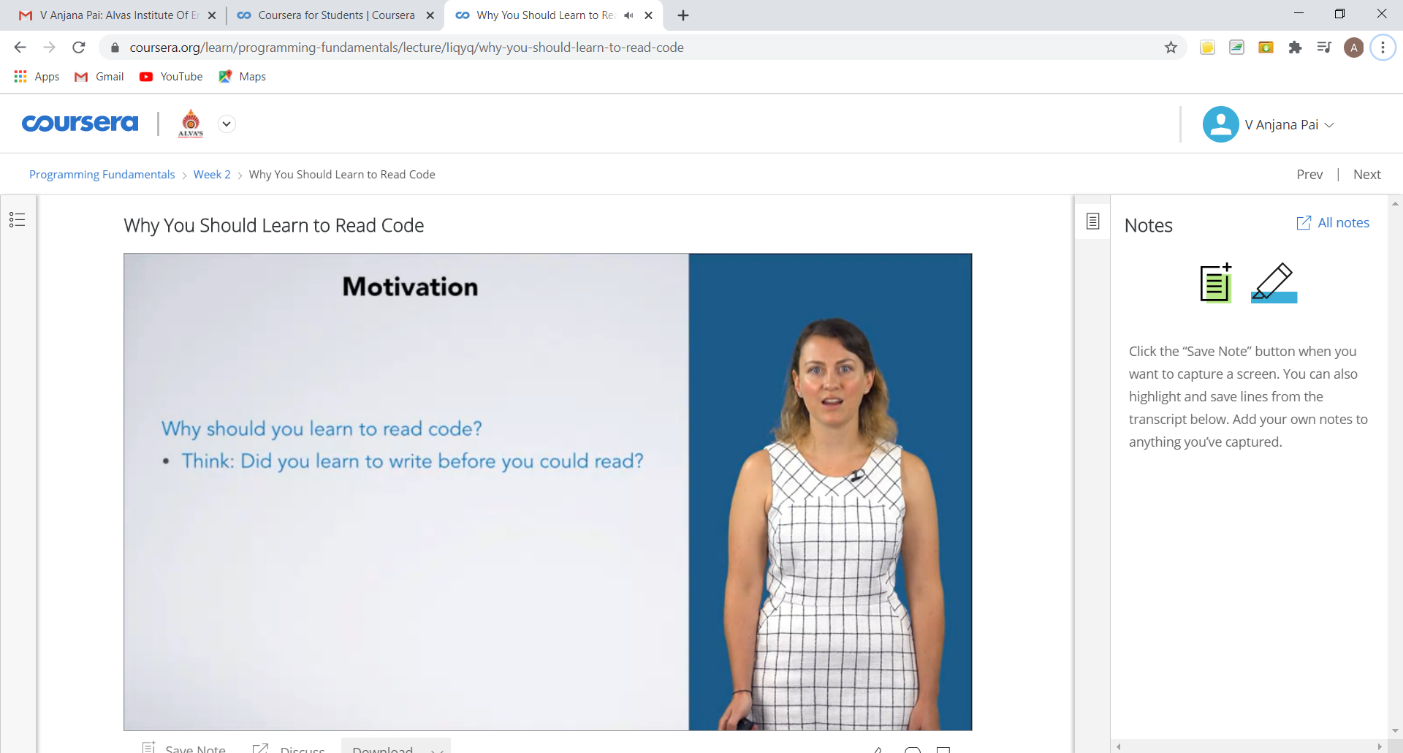 V Anjana Pai: Alvas Institute Of E
Coursera for Students | Coursera
Why You Should Learn to Re
coursera.org/learn/programming-fundamentals/lecture/liqyq/why-you-should-learn-to-read-code
A
Apps
Gmail
YouTube
Maps
coursera
ALVA'S
V Anjana Pai
Programming Fundamentals > Week 2 > Why You Should Learn to Read Code
Prev | Next
Why You Should Learn to Read Code
Motivation
Why should you learn to read code?
• Think: Did you learn to write before you could read?
Save Note
Discuss
Download
Notes
All notes
Click the “Save Note” button when you
want to capture a screen. You can also
highlight and save lines from the
transcript below. Add your own notes to
anything you’ve captured.